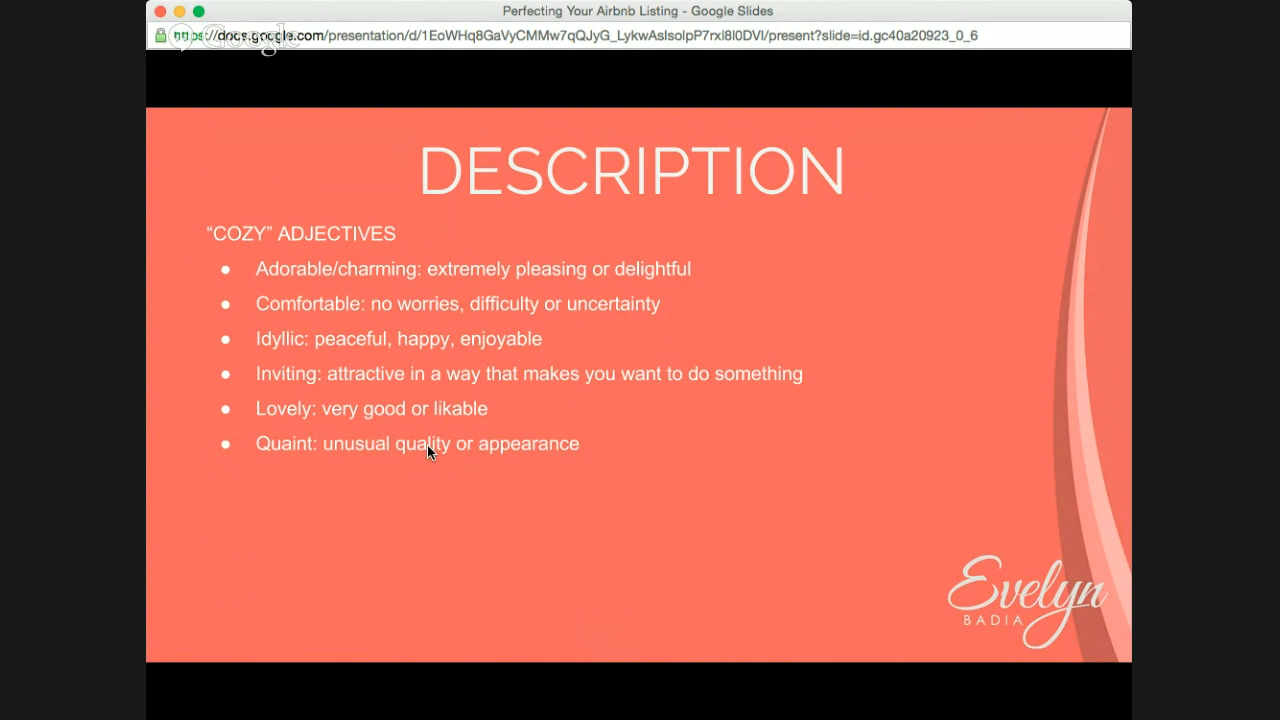 Perfecting Your Airbnb Listing - Google Slides
Google
https://docs.google.com/presentation/d/1EoWHq8GaVyCMMw7qQJyG_LykwAsIsoIpP7rxl8l0DVI/present?slide=id.gc40a20923_0_6
DESCRIPTION
“COZY” ADJECTIVES
● Adorable/charming: extremely pleasing or delightful
● Comfortable: no worries, difficulty or uncertainty
● Idyllic: peaceful, happy, enjoyable
● Inviting: attractive in a way that makes you want to do something
● Lovely: very good or likable
● Quaint: unusual quality or appearance
Evelyn
BADIA